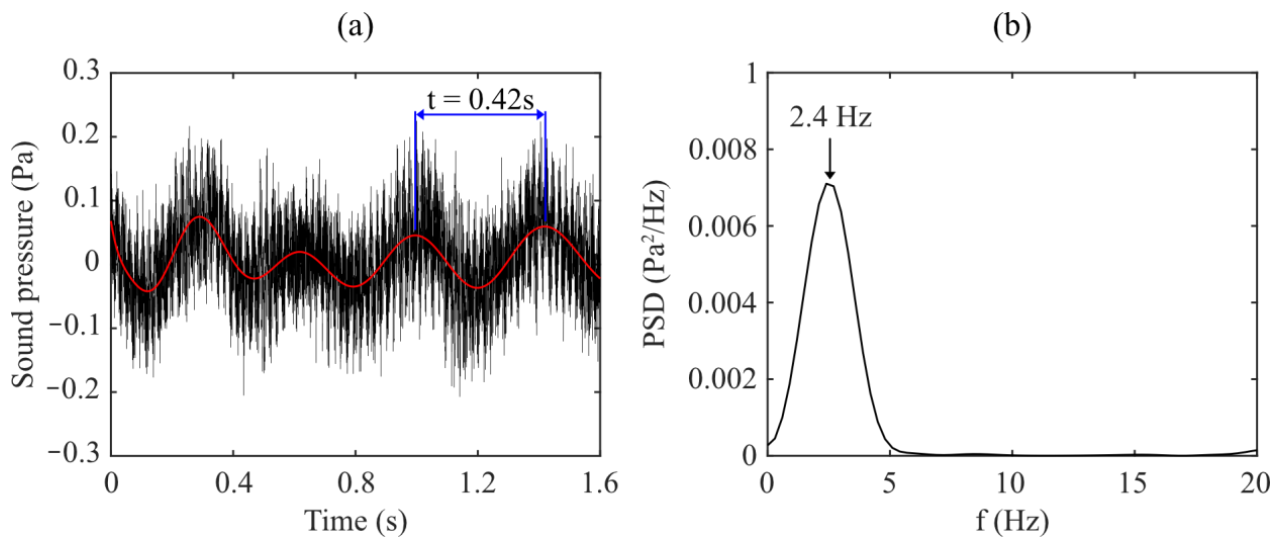 (a)
(b)
0.3
0.2
0.1
0
−0.1
−0.2
−0.3
Sound pressure (Pa)
t = 0.42s
0
0.4
0.8
1.2
1.6
Time (s)
1
0.008
0.006
0.004
0.002
0
PSD (Pa²/Hz)
2.4 Hz
0
5
10
15
20
f (Hz)